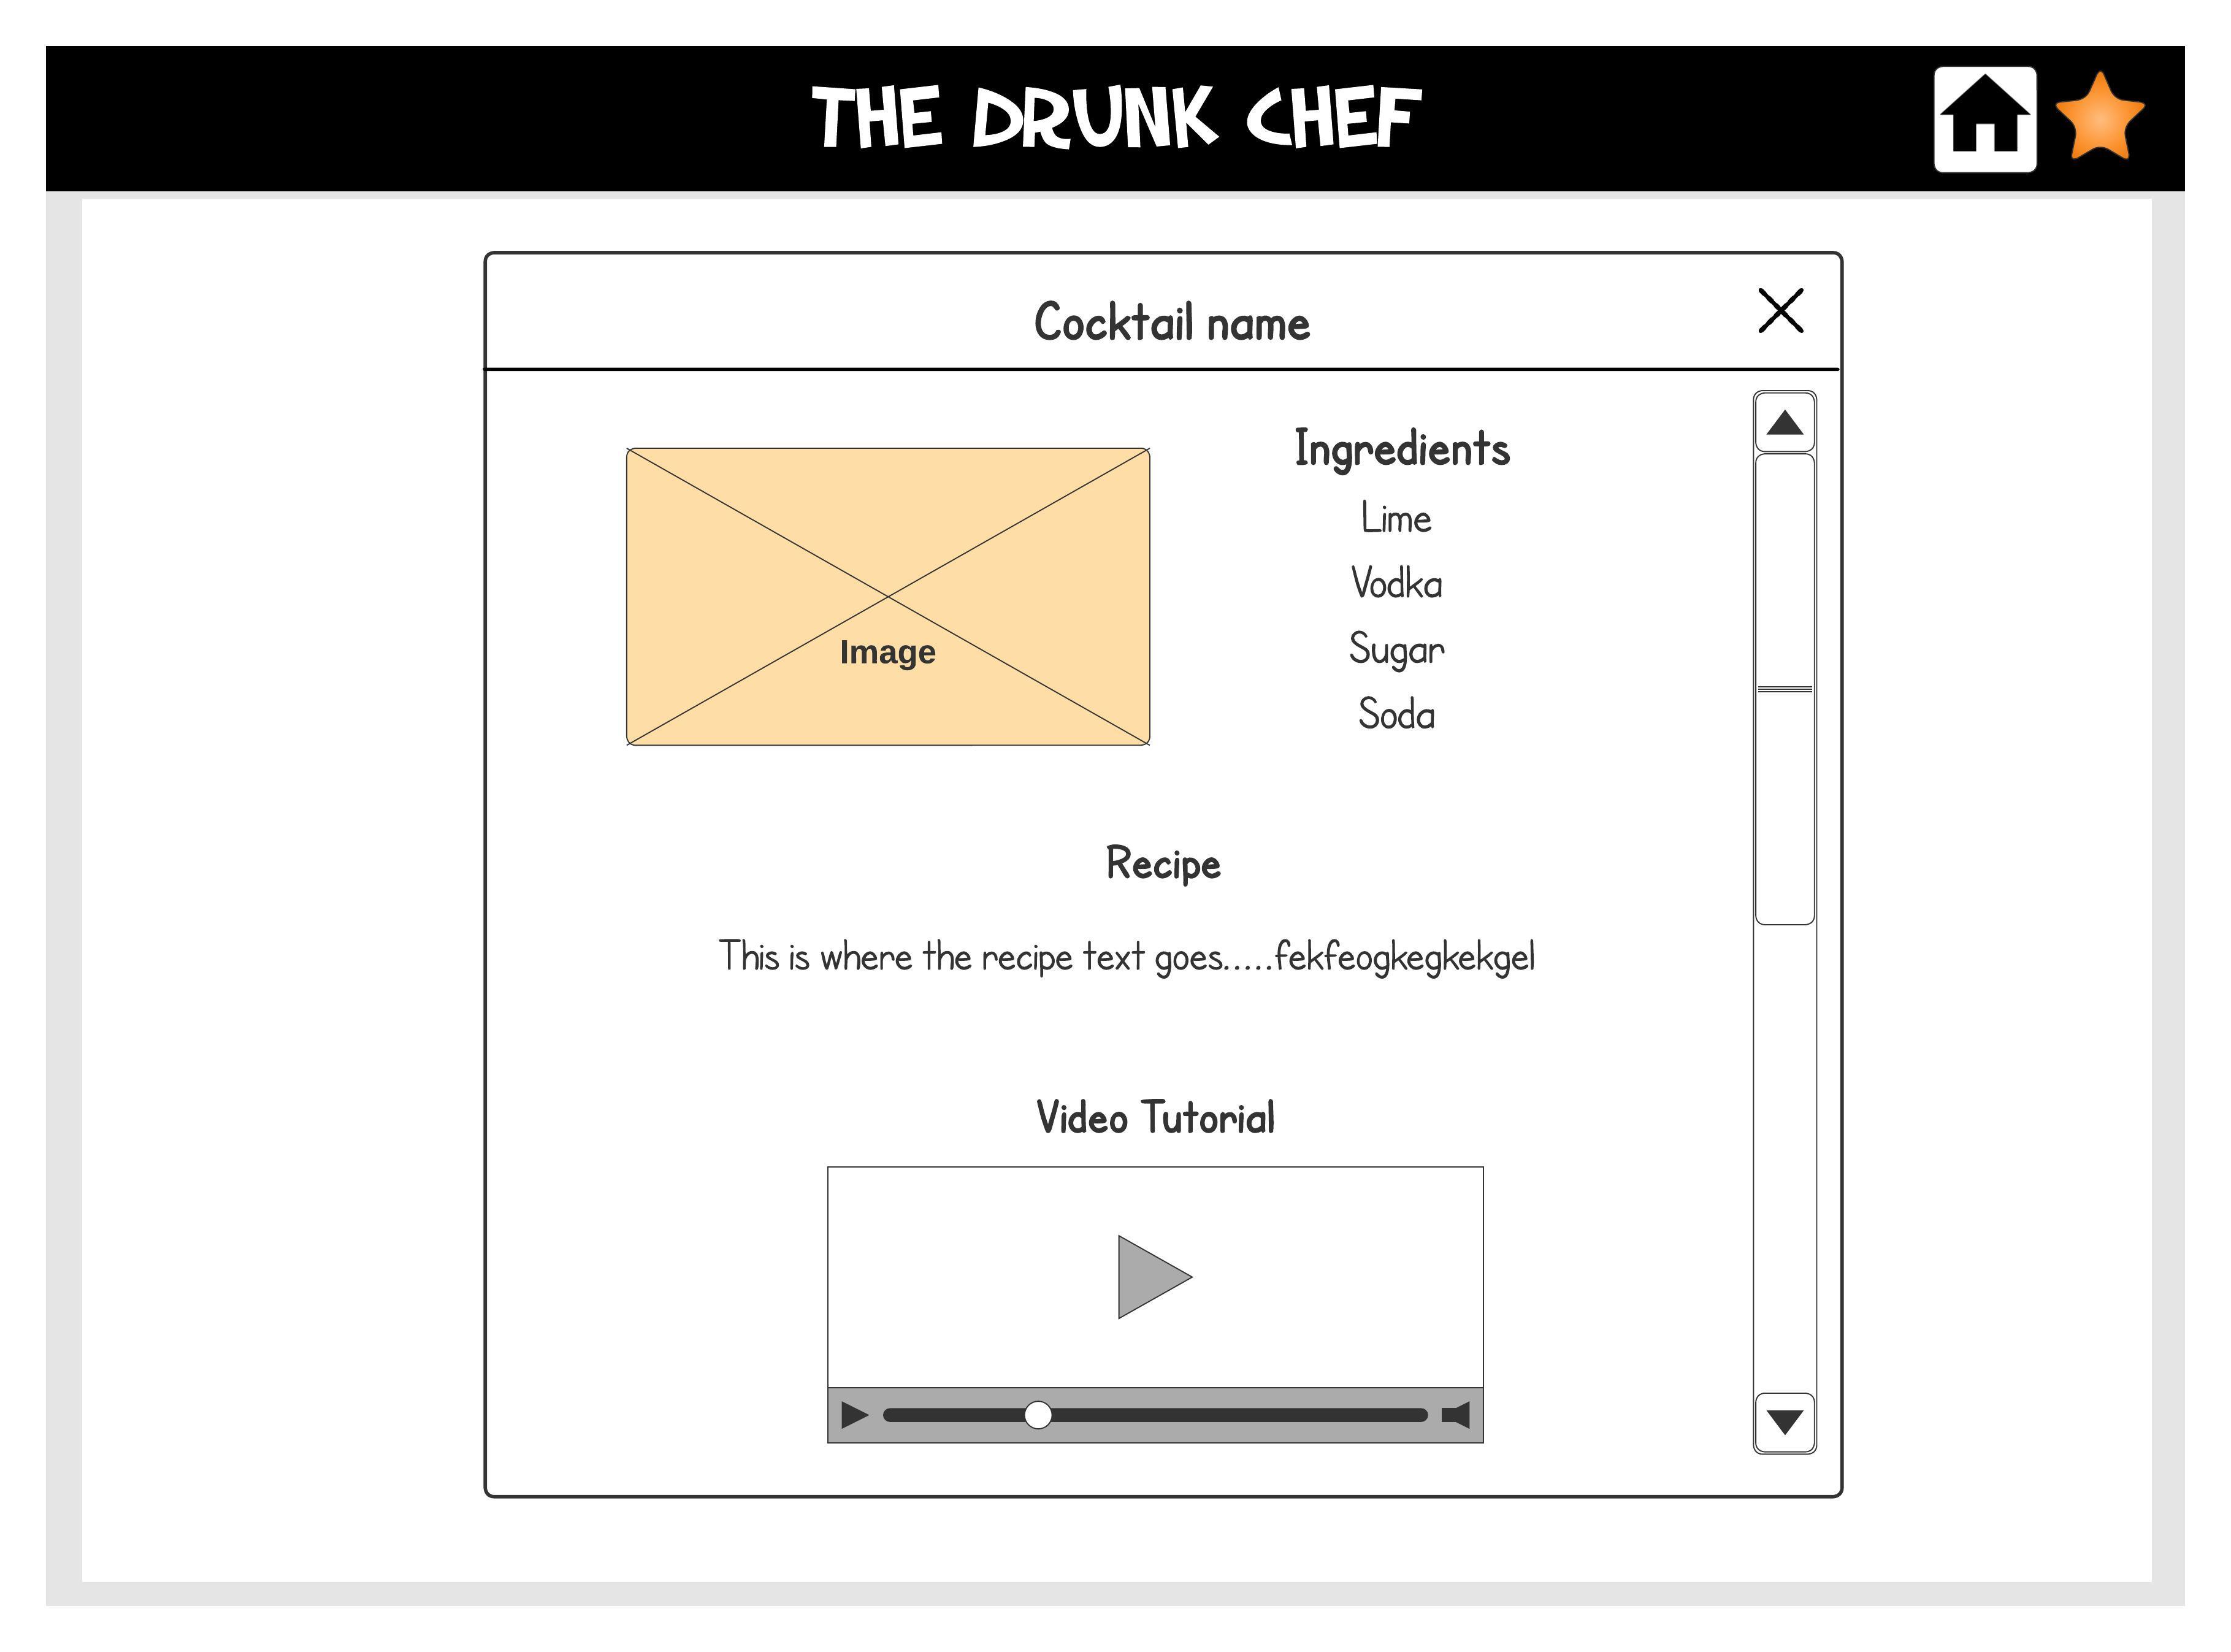 THE DRUNK CHEF
Cocktail name
Image
Ingredients
Lime
Vodka
Sugar
Soda
Recipe
This is where the recipe text goes.....fekfeogkegkekgel
Video Tutorial